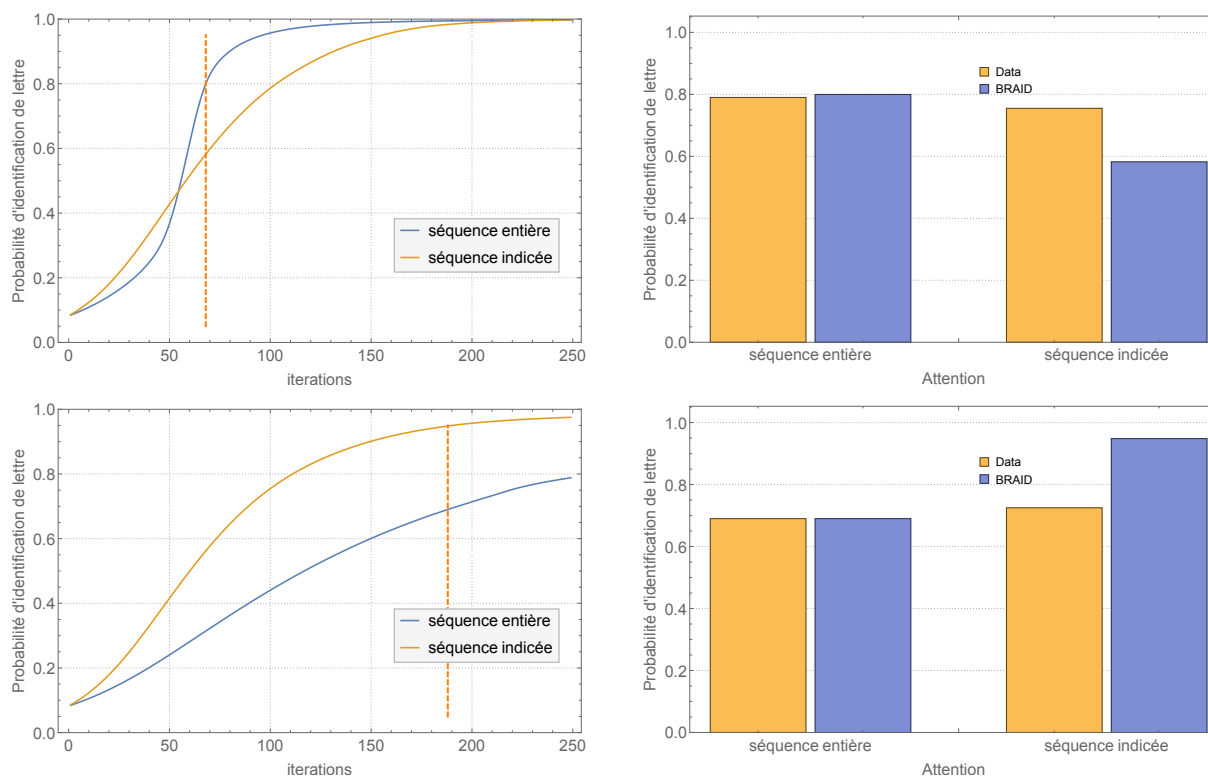 Probabilité d'identification de lettre
1.0
0.8
0.6
0.4
0.2
0.0
séquence entière
séquence indicée
0 50 100 150 200 250
iterations
Probabilité d'identification de lettre
1.0
0.8
0.6
0.4
0.2
0.0
Data
BRAID
séquence entière séquence indicée
Attention
Probabilité d'identification de lettre
1.0
0.8
0.6
0.4
0.2
0.0
séquence entière
séquence indicée
0 50 100 150 200 250
iterations
Probabilité d'identification de lettre
1.0
0.8
0.6
0.4
0.2
0.0
Data
BRAID
séquence entière séquence indicée
Attention